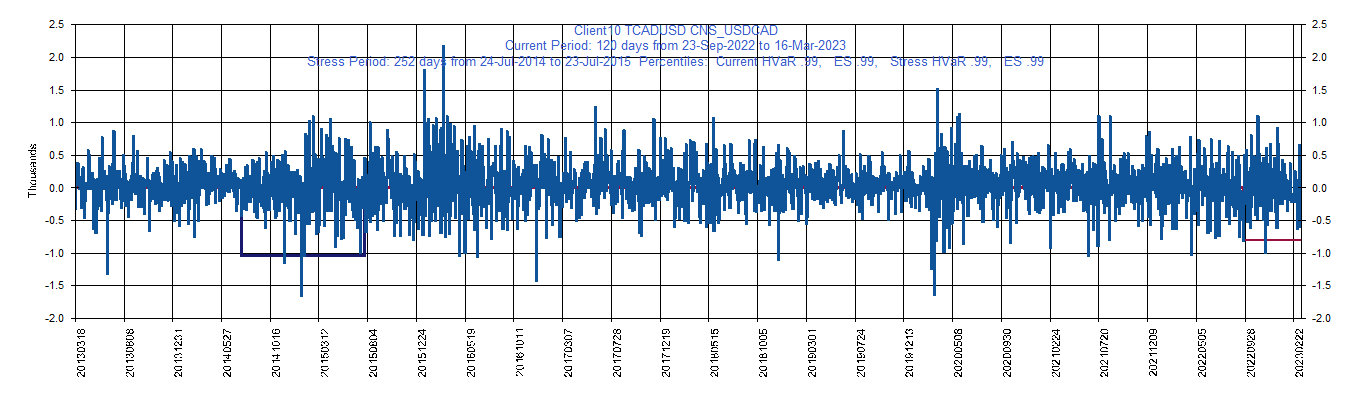 Client10 TCADUSD CNS_USDCAD
Current Period: 120 days from 23-Sep-2022 to 16-Mar-2023
Stress Period: 252 days from 24-Jul-2014 to 23-Jul-2015 Percentiles: Current HVaR .99, ES .99, Stress HVaR .99, ES .99
2.5 2.5
2.0 2.0
1.5 1.5
1.0 1.0
0.5 0.5
0.0 0.0
-0.5 -0.5
-1.0 -1.0
-1.5 -1.5
-2.0 -2.0
Thousands
20130318 20130808 20131231 20140527 20141016 20150312 20150804 20151224 20160519 20161011 20170307 20170728 20171219 20180515 20181005 20190301 20190724 20191213 20200508 20200930 20210224 20210720 20211209 20220505 20220928 20230222